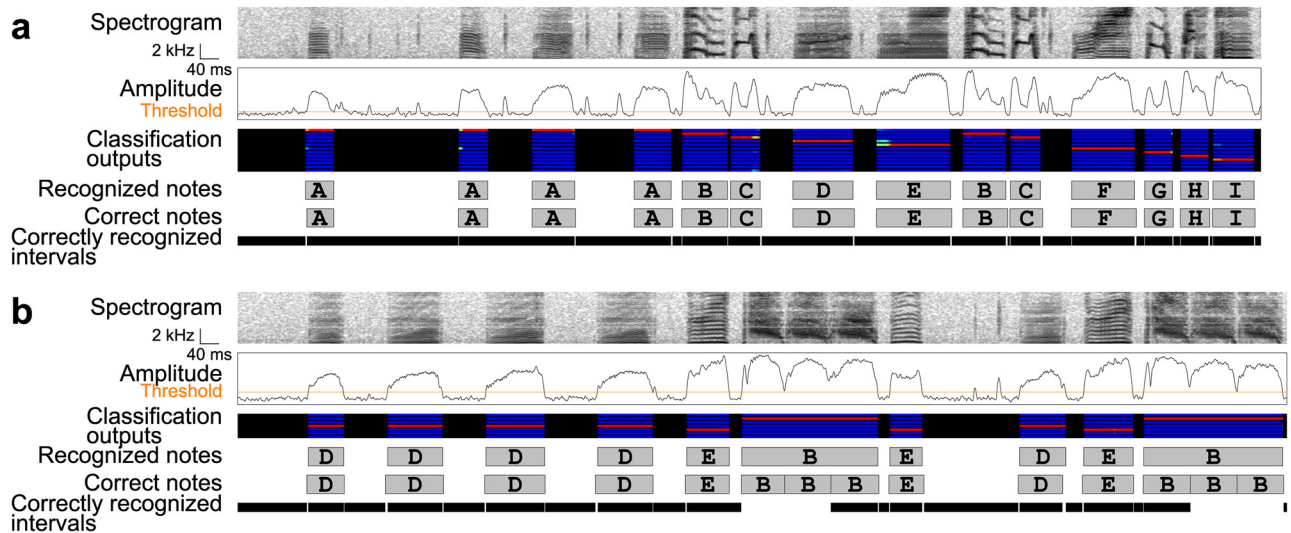 a
Spectrogram
2 kHz
40 ms
Amplitude
Threshold
Classification
outputs
Recognized notes
A A A A B C D E B C F G H I
Correct notes
A A A A B C D E B C F G H I
Correctly recognized
intervals
b
Spectrogram
2 kHz
40 ms
Amplitude
Threshold
Classification
outputs
Recognized notes
D D D D E B E D E B
Correct notes
D D D D E B B B E D E B B B
Correctly recognized
intervals